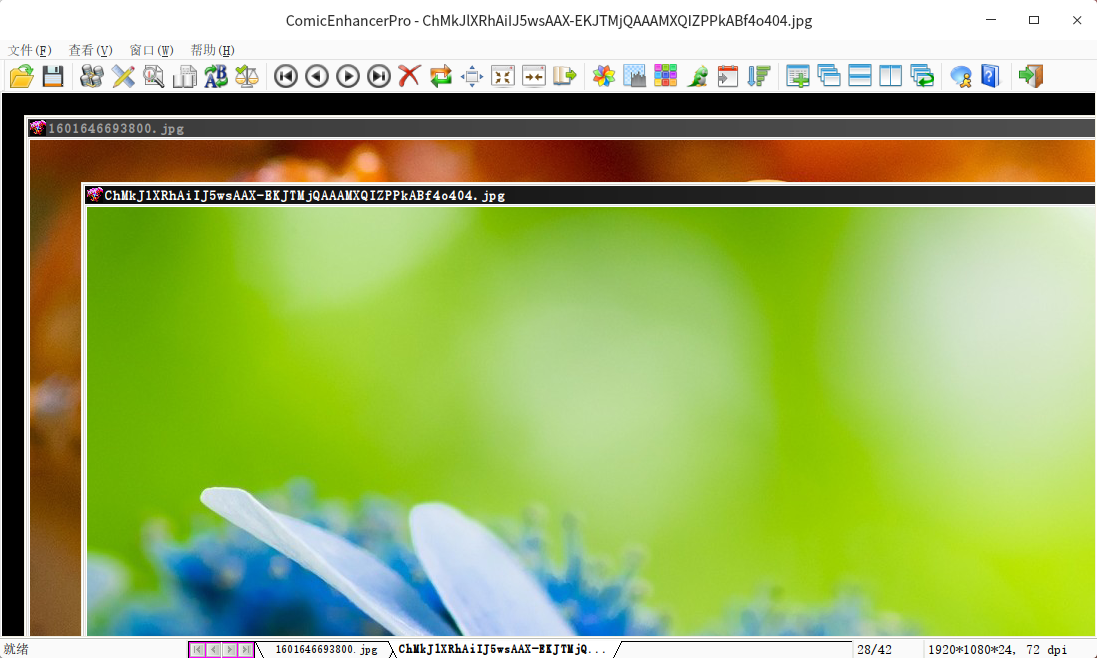 ComicEnhancerPro - ChMkJlXRhAiIJ5wsAAX-EKJTMjQAAAMXQIZPPkABf4o404.jpg
文件(F) 查看(V) 窗口(W) 帮助(H)
1601646693800.jpg
ChMkJlXRhAiIJ5wsAAX-EKJTMjQAAAMXQIZPPkABf4o404.jpg
就绪 1601646693800.jpg ChMkJlXRhAiIJ5wsAAX-EKJTMjQ... 28/42 1920*1080*24, 72 dpi